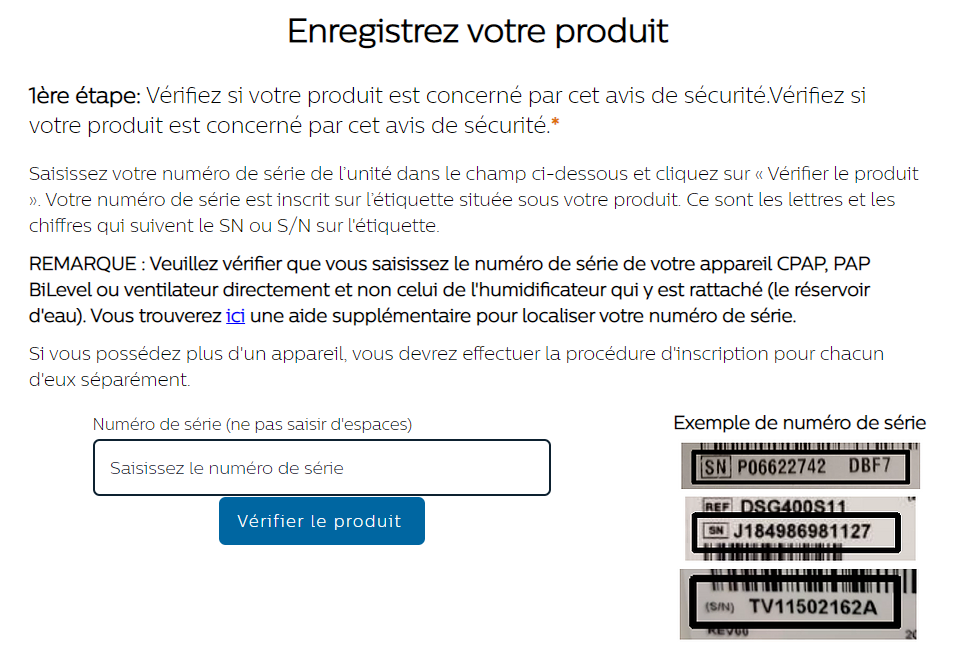 Enregistrez votre produit
1ère étape: Vérifiez si votre produit est concerné par cet avis de sécurité.Vérifiez si
votre produit est concerné par cet avis de sécurité.*
Saisissez votre numéro de série de l'unité dans le champ ci-dessous et cliquez sur « Vérifier le produit
». Votre numéro de série est inscrit sur l'étiquette située sous votre produit. Ce sont les lettres et les
chiffres qui suivent le SN ou S/N sur l'étiquette.
REMARQUE : Veuillez vérifier que vous saisissez le numéro de série de votre appareil CPAP, PAP
BiLevel ou ventilateur directement et non celui de l'humidificateur qui y est rattaché (le réservoir
d'eau). Vous trouverez ici une aide supplémentaire pour localiser votre numéro de série.
Si vous possédez plus d'un appareil, vous devrez effectuer la procédure d'inscription pour chacun
d'eux séparément.
Numéro de série (ne pas saisir d'espaces)
Saisissez le numéro de série
Vérifier le produit
Exemple de numéro de série
SN P06622742 DBF7
REF DSG400S11
SN J184986981127
(S/N) TV11502162A
REV00